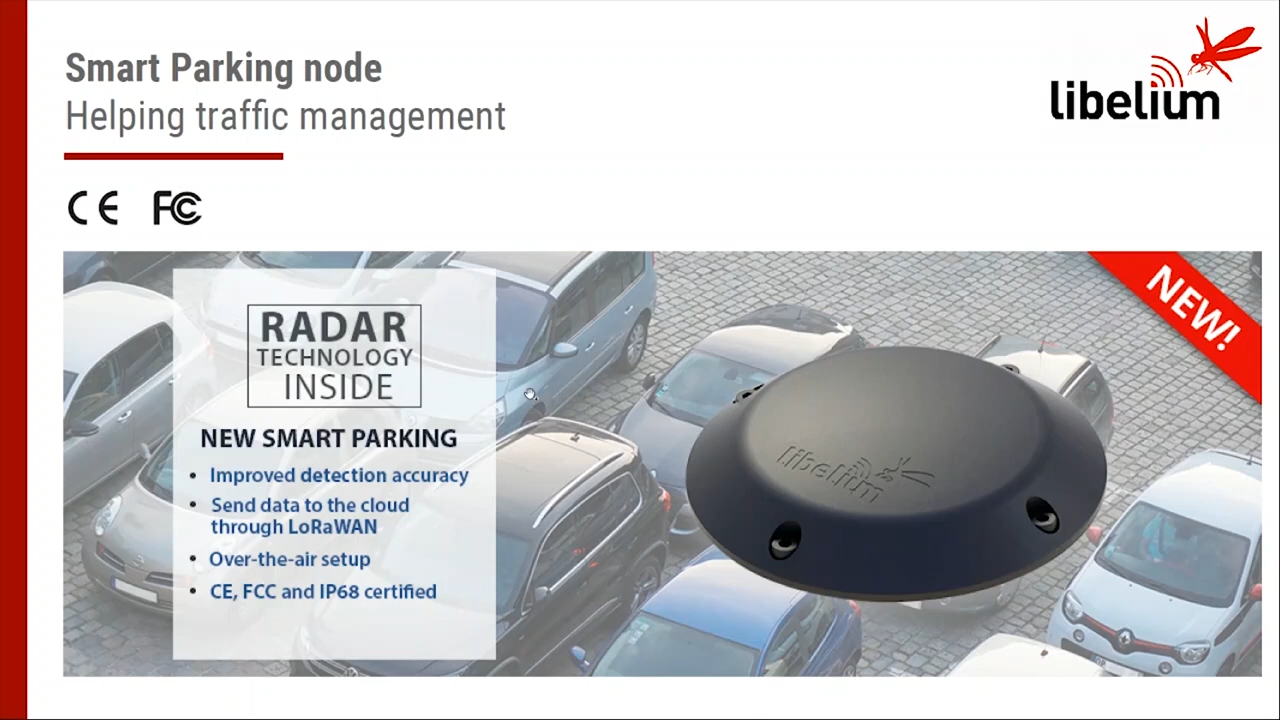 Smart Parking node
Helping traffic management
libelium
CE FC
NEW!
RADAR
TECHNOLOGY
INSIDE
NEW SMART PARKING
• Improved detection accuracy
• Send data to the cloud
through LoRaWAN
• Over-the-air setup
• CE, FCC and IP68 certified
libelium